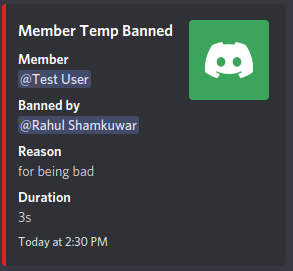 Member Temp Banned
Member
@Test User
Banned by
@Rahul Shamkuwar
Reason
for being bad
Duration
3s
Today at 2:30 PM